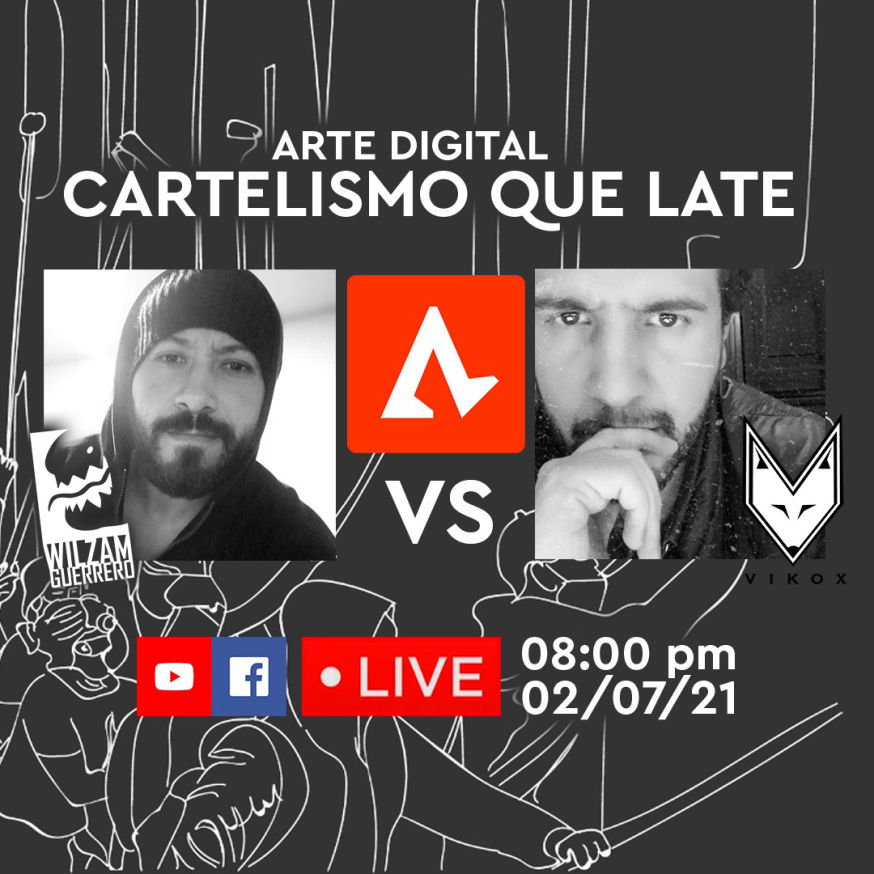 ARTE DIGITAL
CARTELISMO QUE LATE
VS
WILZAM
GUERRERO
VIKOX
LIVE
08:00 pm
02/07/21